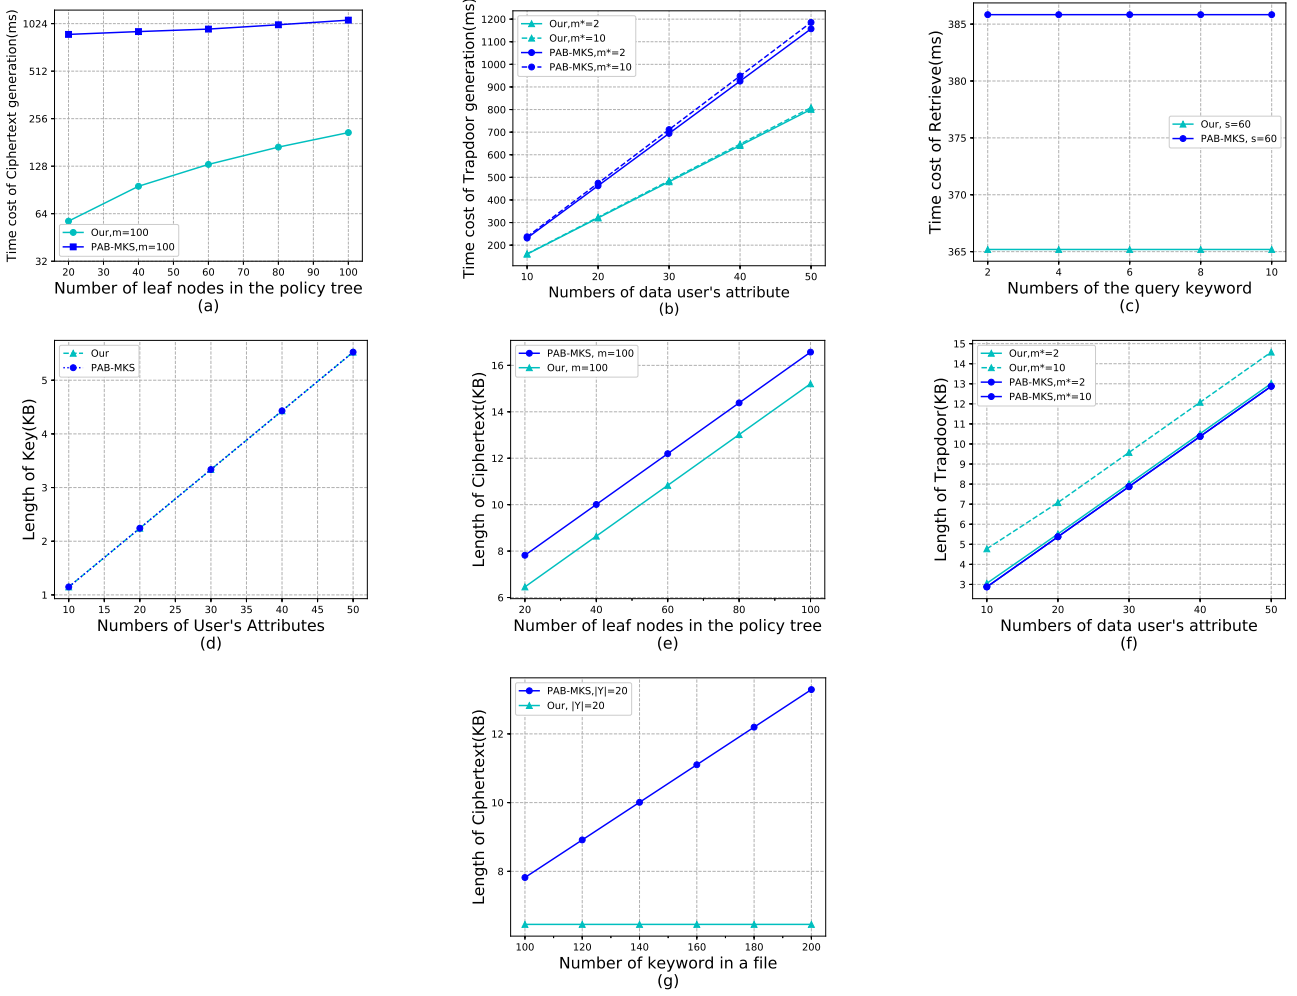 Time cost of Ciphertext generation(ms)
1024
512
256
128
64
32
Our,m=100
PAB-MKS,m=100
20 30 40 50 60 70 80 90 100
Number of leaf nodes in the policy tree
(a)
Time cost of Trapdoor generation(ms)
1200
1100
1000
900
800
700
600
500
400
300
200
Our,m*=2
Our,m*=10
PAB-MKS,m*=2
PAB-MKS,m*=10
10 20 30 40 50
Numbers of data user's attribute
(b)
Time cost of Retrieve(ms)
385
380
375
370
365
Our, s=60
PAB-MKS, s=60
2 4 6 8 10
Numbers of the query keyword
(c)
Length of Key(KB)
5
4
3
2
1
Our
PAB-MKS
10 15 20 25 30 35 40 45 50
Numbers of User's Attributes
(d)
Length of Ciphertext(KB)
16
14
12
10
8
6
PAB-MKS, m=100
Our, m=100
20 40 60 80 100
Number of leaf nodes in the policy tree
(e)
Length of Trapdoor(KB)
15
14
13
12
11
10
9
8
7
6
5
4
3
Our,m*=2
Our,m*=10
PAB-MKS,m*=2
PAB-MKS,m*=10
10 20 30 40 50
Numbers of data user's attribute
(f)
Length of Ciphertext(KB)
12
10
8
PAB-MKS,|Y|=20
Our, |Y|=20
100 120 140 160 180 200
Number of keyword in a file
(g)